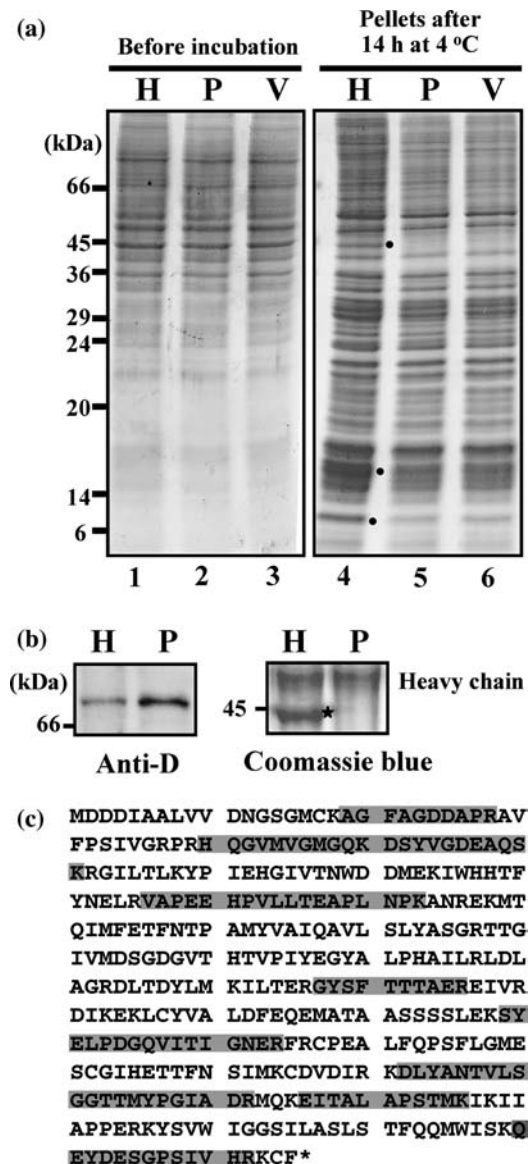 (a)
Before incubation
Pellets after
14 h at 4 °C
H P V
H P V
(kDa)
66
45
36
29
24
20
14
6
1 2 3
4 5 6
(b)
H P
H P
(kDa)
66
45
★
Heavy chain
Anti-D
Coomassie blue
(c)
MDDDIAALVV DNGSGMCKAG FAGDDAPRAV
FPSIVGRPRH QGVMVGMGQK DSYVGDEAQS
KRGILTLKYP IEHGIVTNWD DMEKIWHHTF
YNELRVAPEE HPVLLTEAPL NPKANREKMT
QIMFETFNTP AMYVAIQAVL SLYASGRTTG
IVMDSGDGVT HTVPIYEGYA LPHAILRLDL
AGRDLTDYLM KILTERGYSF TTTAEREIVR
DIKEKLCYVA LDFEQEMATA ASSSSLEKSY
ELPDGQVITI GNERFRCPEA LFQPSFLGME
SCGIHETTFN SIMKCDVDIR KDLYANTVLS
GGTTMYPGIA DRMQKEITAL APSTMKIKII
APPERKYSVW IGGSILASLS TFQQMWISKQ
EYDESGPSIV HRKCF*